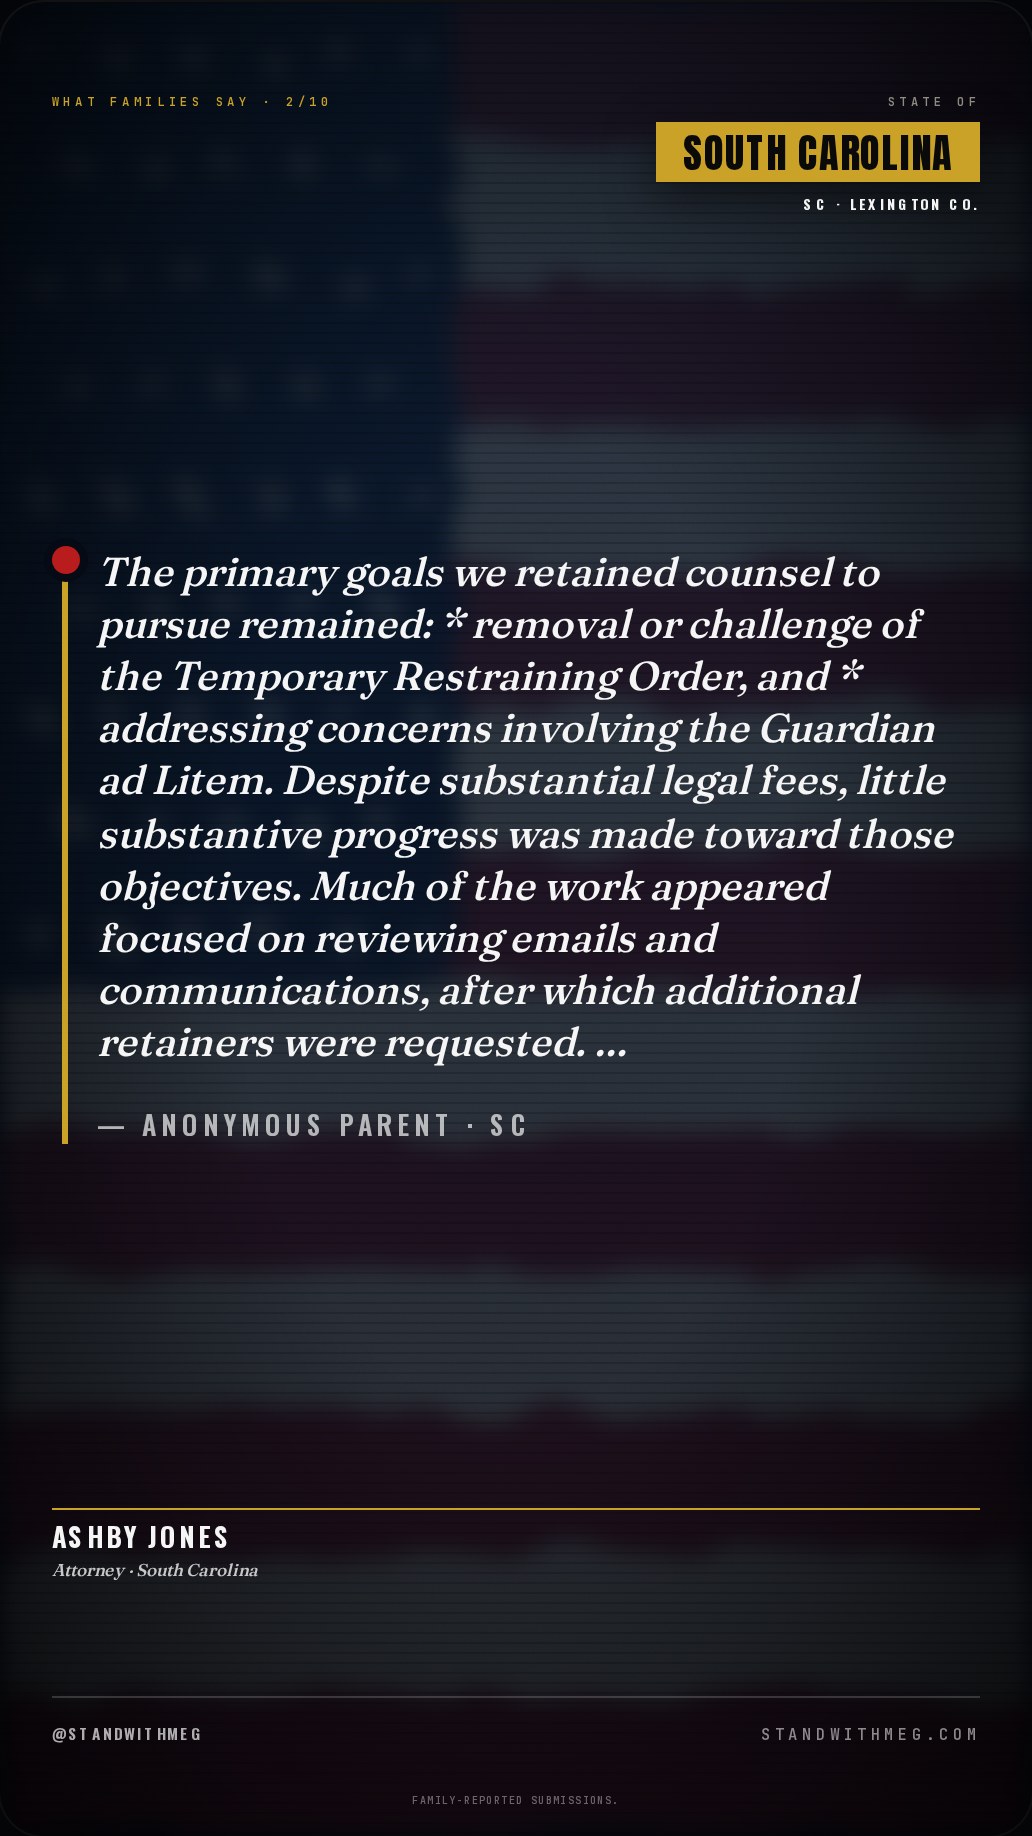 WHAT FAMILIES SAY · 2/10
STATE OF
SOUTH CAROLINA
SC · LEXINGTON CO.
The primary goals we retained counsel to
pursue remained: * removal or challenge of
the Temporary Restraining Order, and *
addressing concerns involving the Guardian
ad Litem. Despite substantial legal fees, little
substantive progress was made toward those
objectives. Much of the work appeared
focused on reviewing emails and
communications, after which additional
retainers were requested. ...
— ANONYMOUS PARENT · SC
ASHBY JONES
Attorney · South Carolina
@STANDWITHMEG
STANDWITHMEG.COM
FAMILY-REPORTED SUBMISSIONS.